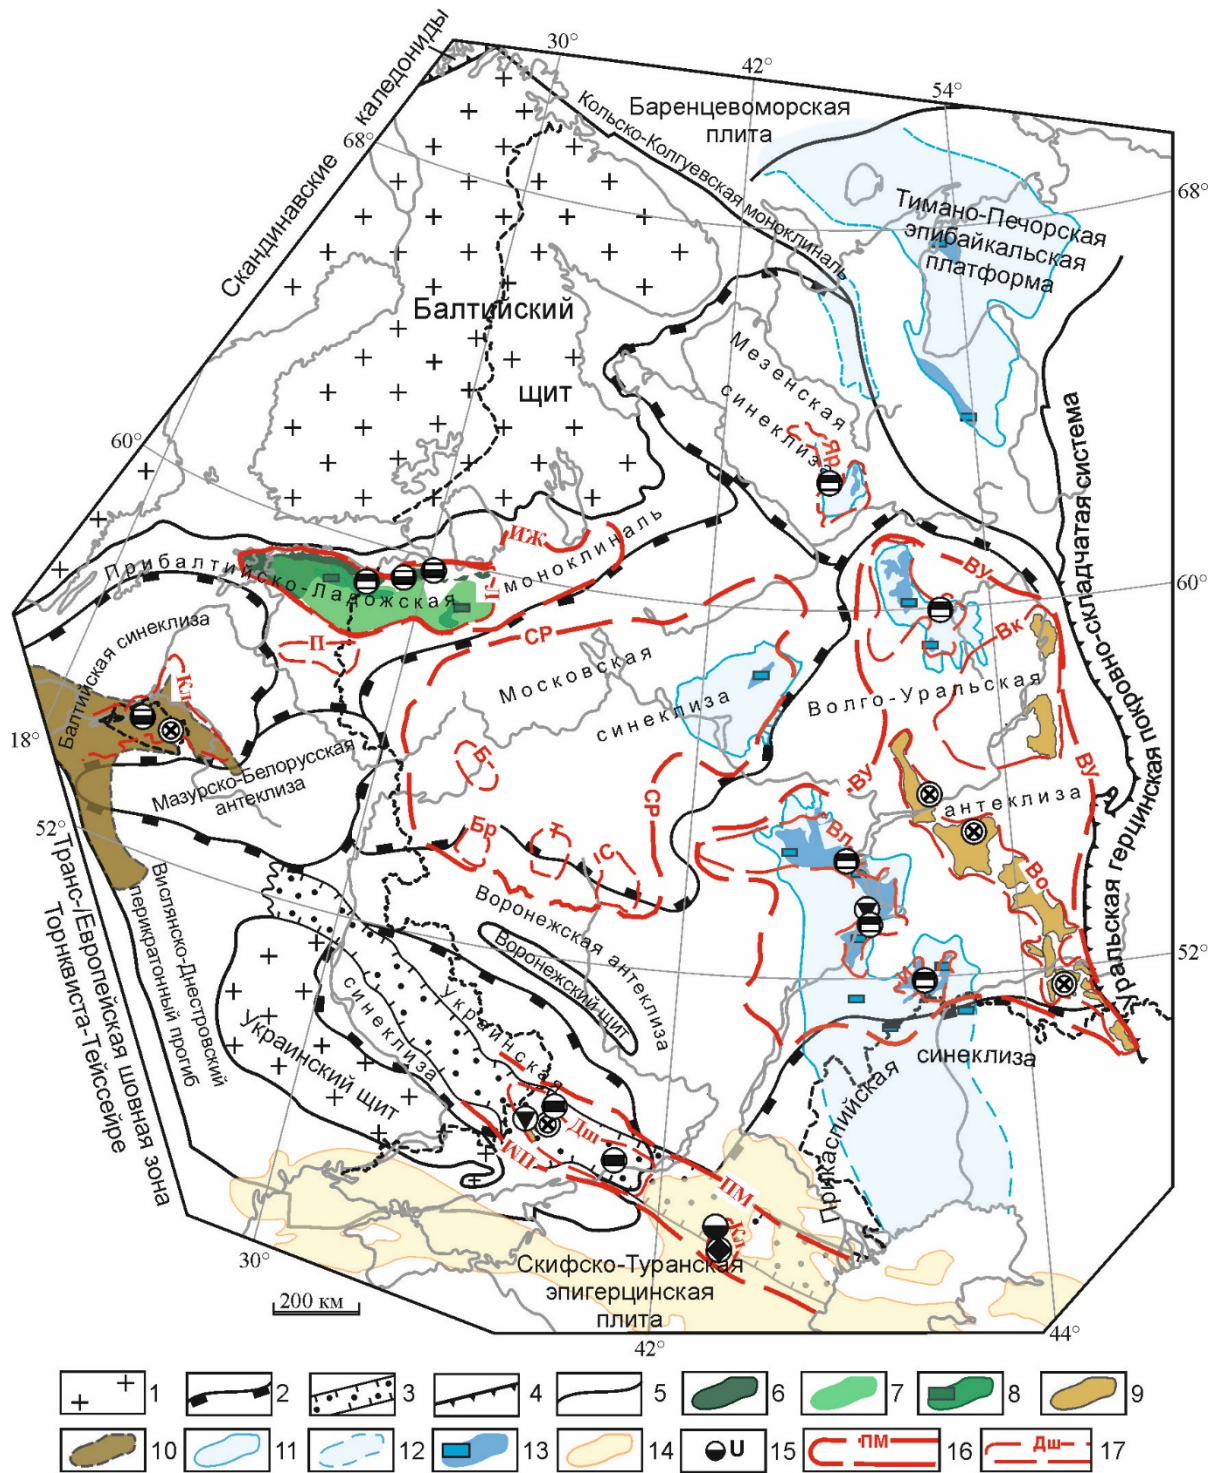 30°
42°
54°
68°
68°
60°
60°
18°
52°
52°
30°
42°
44°
Скандинавские каледониды
Кольско-Колгуевская моноклиналь
Баренцевоморская
плита
Тимано-Печорская
эпибайкальская
платформа
Балтийский
щит
Мезенская
синеклиза
Яр
Прибалтийско-Ладожская
моноклиналь
ИЖ
Л
П
СР
СР
Балтийская синеклиза
Кл
Московская
синеклиза
ВУ
Вк
Волго-Уральская
антеклиза
ВУ
ВУ
Мазурско-Белорусская
антеклиза
Б
Бр
Т
С
Вл
Во
И
Уральская герцинская покровно-складчатая система
Транс-/Европейская шовная зона
Торнквиста-Тейссейре
Вислянско-Днестровский
перикратонный прогиб
Воронежская антеклиза
Воронежский щит
Украинская
синеклиза
Украинский щит
Дш
ПМ
ПМ
Кл
Прикаспийская
синеклиза
Скифско-Туранская
эпигерцинская
плита
200 км
1
2
3
4
5
6
7
8
9
10
11
12
13
14
U 15
ПМ 16
Дш 17